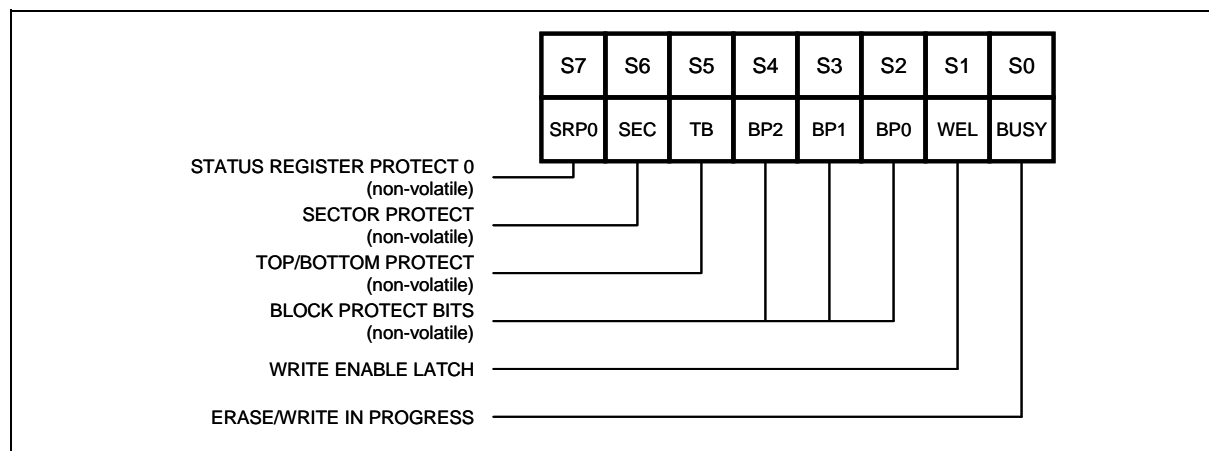 S7 S6 S5 S4 S3 S2 S1 S0
SRP0 SEC TB BP2 BP1 BP0 WEL BUSY
STATUS REGISTER PROTECT 0
(non-volatile)
SECTOR PROTECT
(non-volatile)
TOP/BOTTOM PROTECT
(non-volatile)
BLOCK PROTECT BITS
(non-volatile)
WRITE ENABLE LATCH
ERASE/WRITE IN PROGRESS